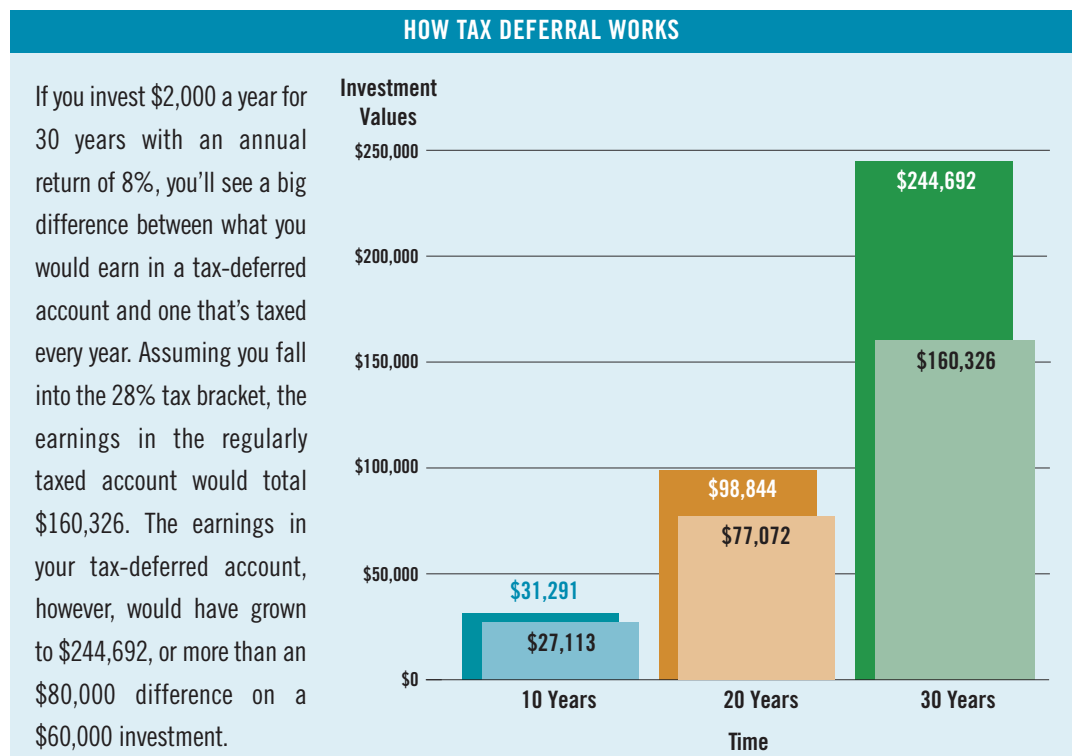 HOW TAX DEFERRAL WORKS
If you invest $2,000 a year for
30 years with an annual
return of 8%, you'll see a big
difference between what you
would earn in a tax-deferred
account and one that's taxed
every year. Assuming you fall
into the 28% tax bracket, the
earnings in the regularly
taxed account would total
$160,326. The earnings in
your tax-deferred account,
however, would have grown
to $244,692, or more than an
$80,000 difference on a
$60,000 investment.
Investment
Values
$250,000
$200,000
$150,000
$100,000
$50,000
$0
$31,291
$27,113
$98,844
$77,072
$244,692
$160,326
10 Years
20 Years
30 Years
Time